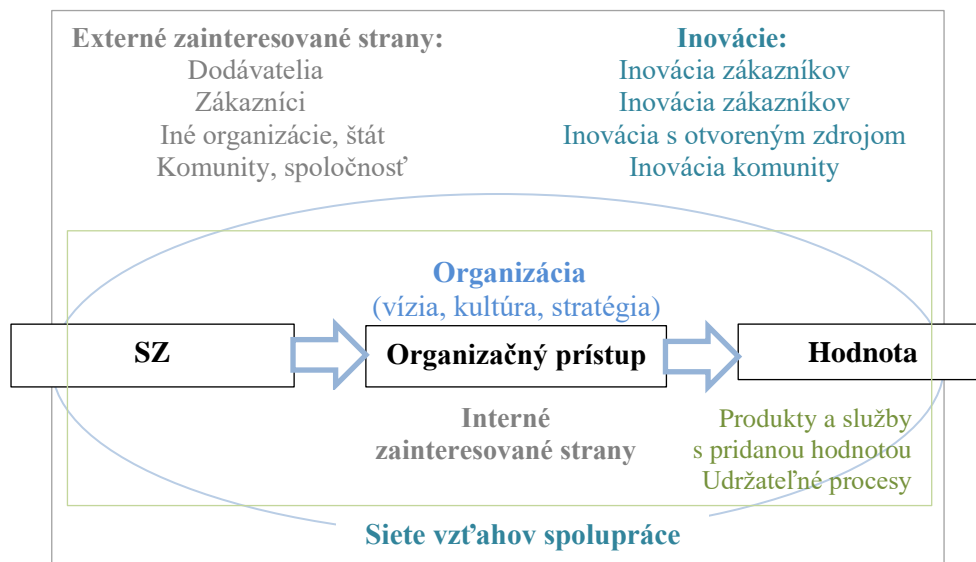 Externé zainteresované strany:
Dodávatelia
Zákazníci
Iné organizácie, štát
Komunity, spoločnosť
Inovácie:
Inovácia zákazníkov
Inovácia zákazníkov
Inovácia s otvoreným zdrojom
Inovácia komunity
Organizácia
(vízia, kultúra, stratégia)
SZ
Organizačný prístup
Hodnota
Interné
zainteresované strany
Produkty a služby
s pridanou hodnotou
Udržateľné procesy
Siete vzťahov spolupráce